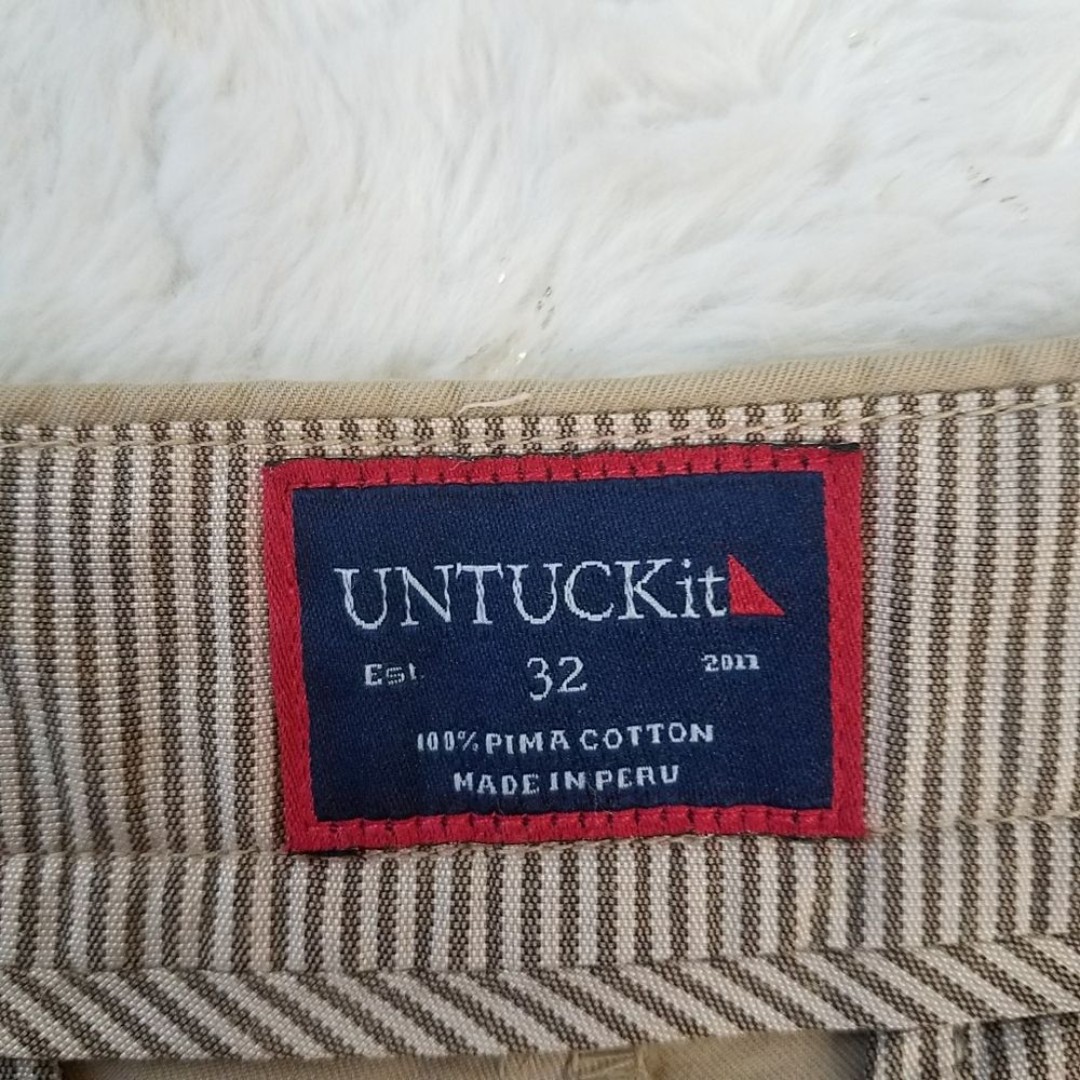 UNTUCKit
Est. 32 2011
100% PIMA COTTON
MADE IN PERU